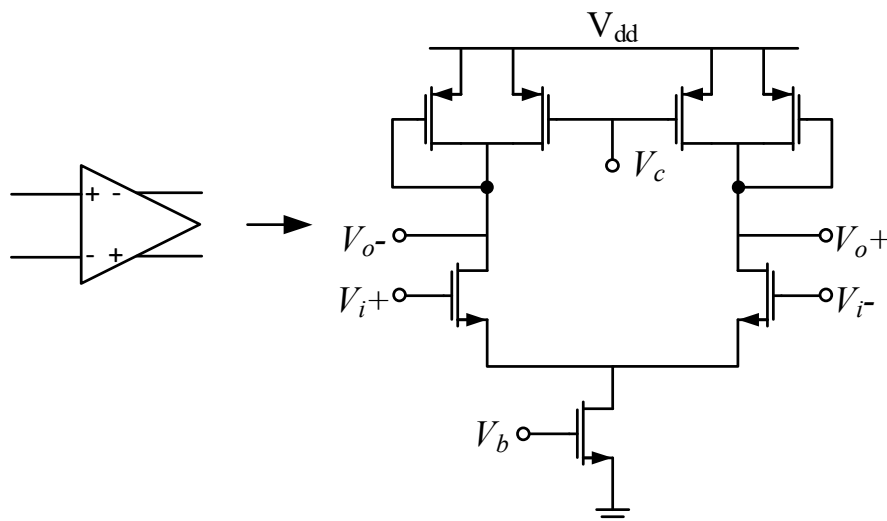 V_dd
V_c
+ -
- +
V_o- V_o+
V_i+ V_i-
V_b